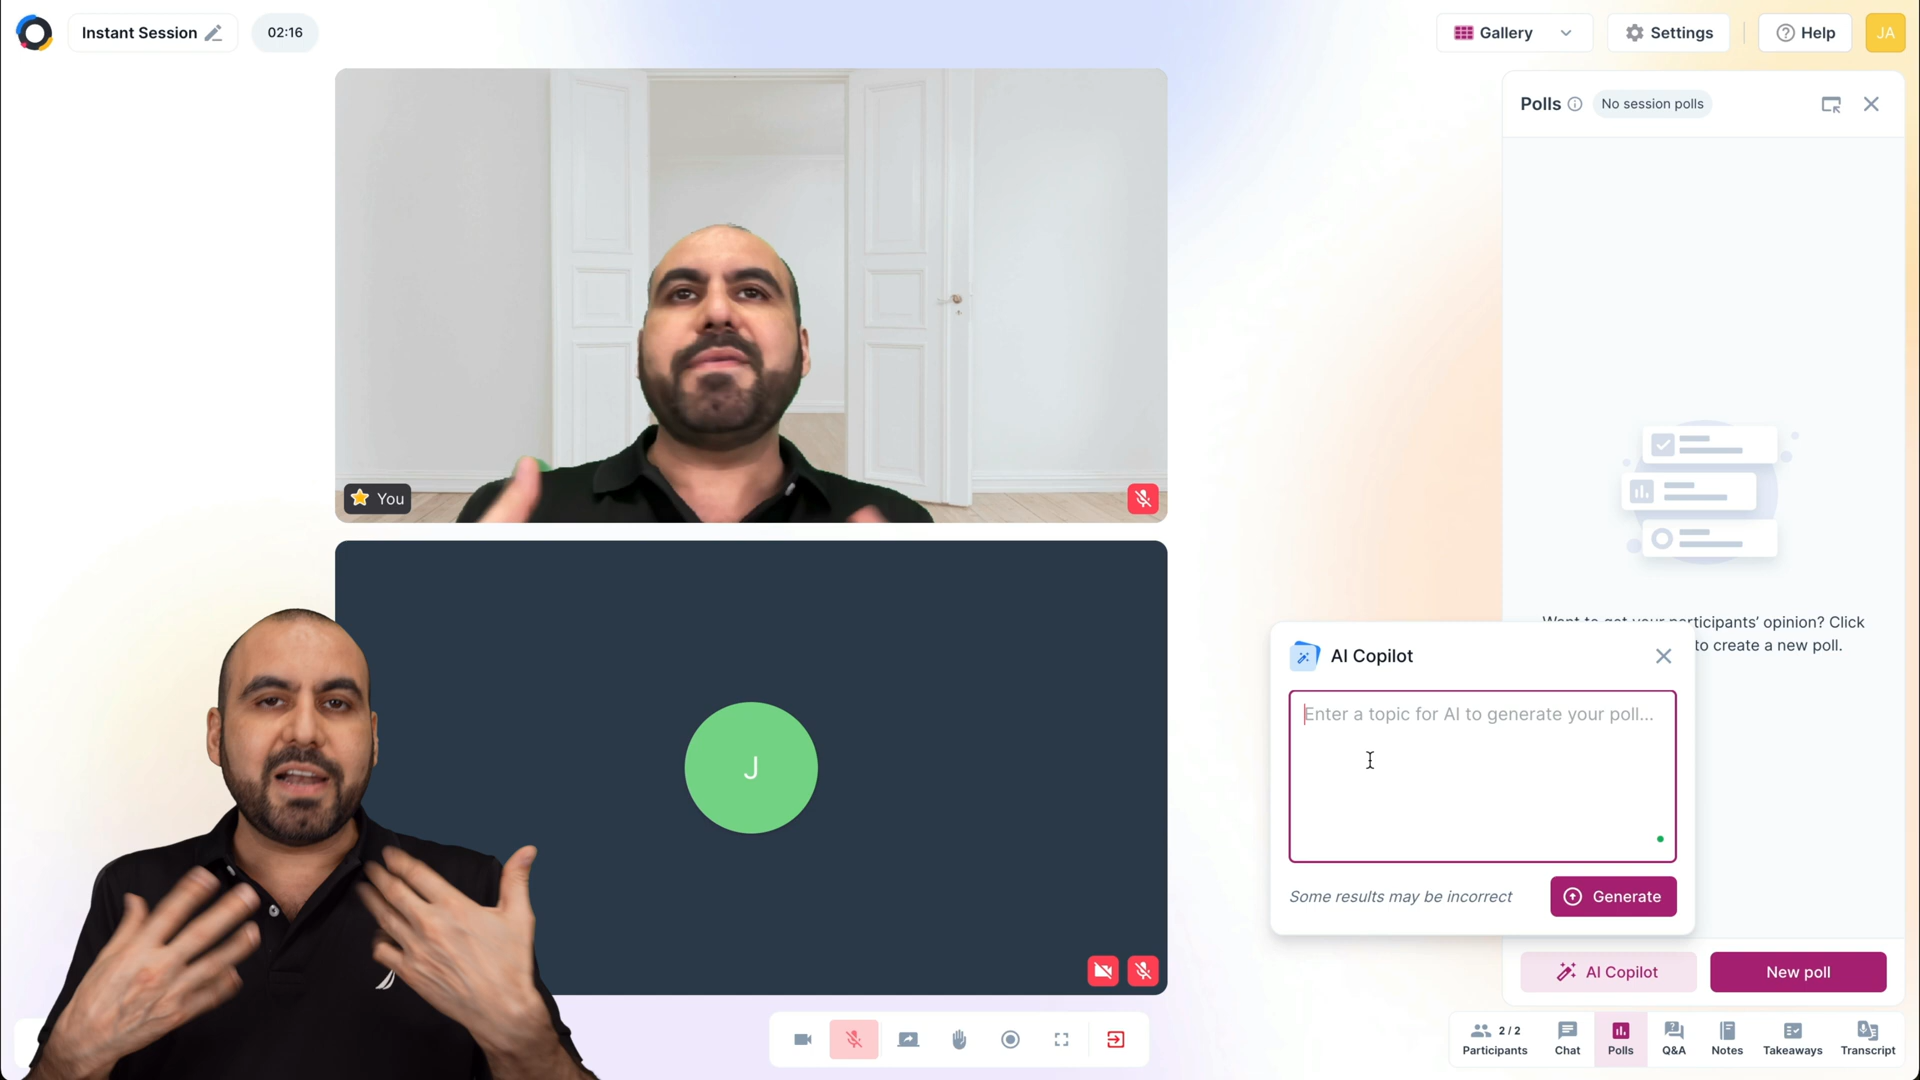 Instant Session
02:16
Gallery
Settings
Help
JA
Polls
No session polls
participants' opinion? Click
to create a new poll.
You
J
AI Copilot
Enter a topic for AI to generate your poll...
Some results may be incorrect
Generate
AI Copilot
New poll
2 / 2
Participants
Chat
Polls
Q&A
Notes
Takeaways
Transcript